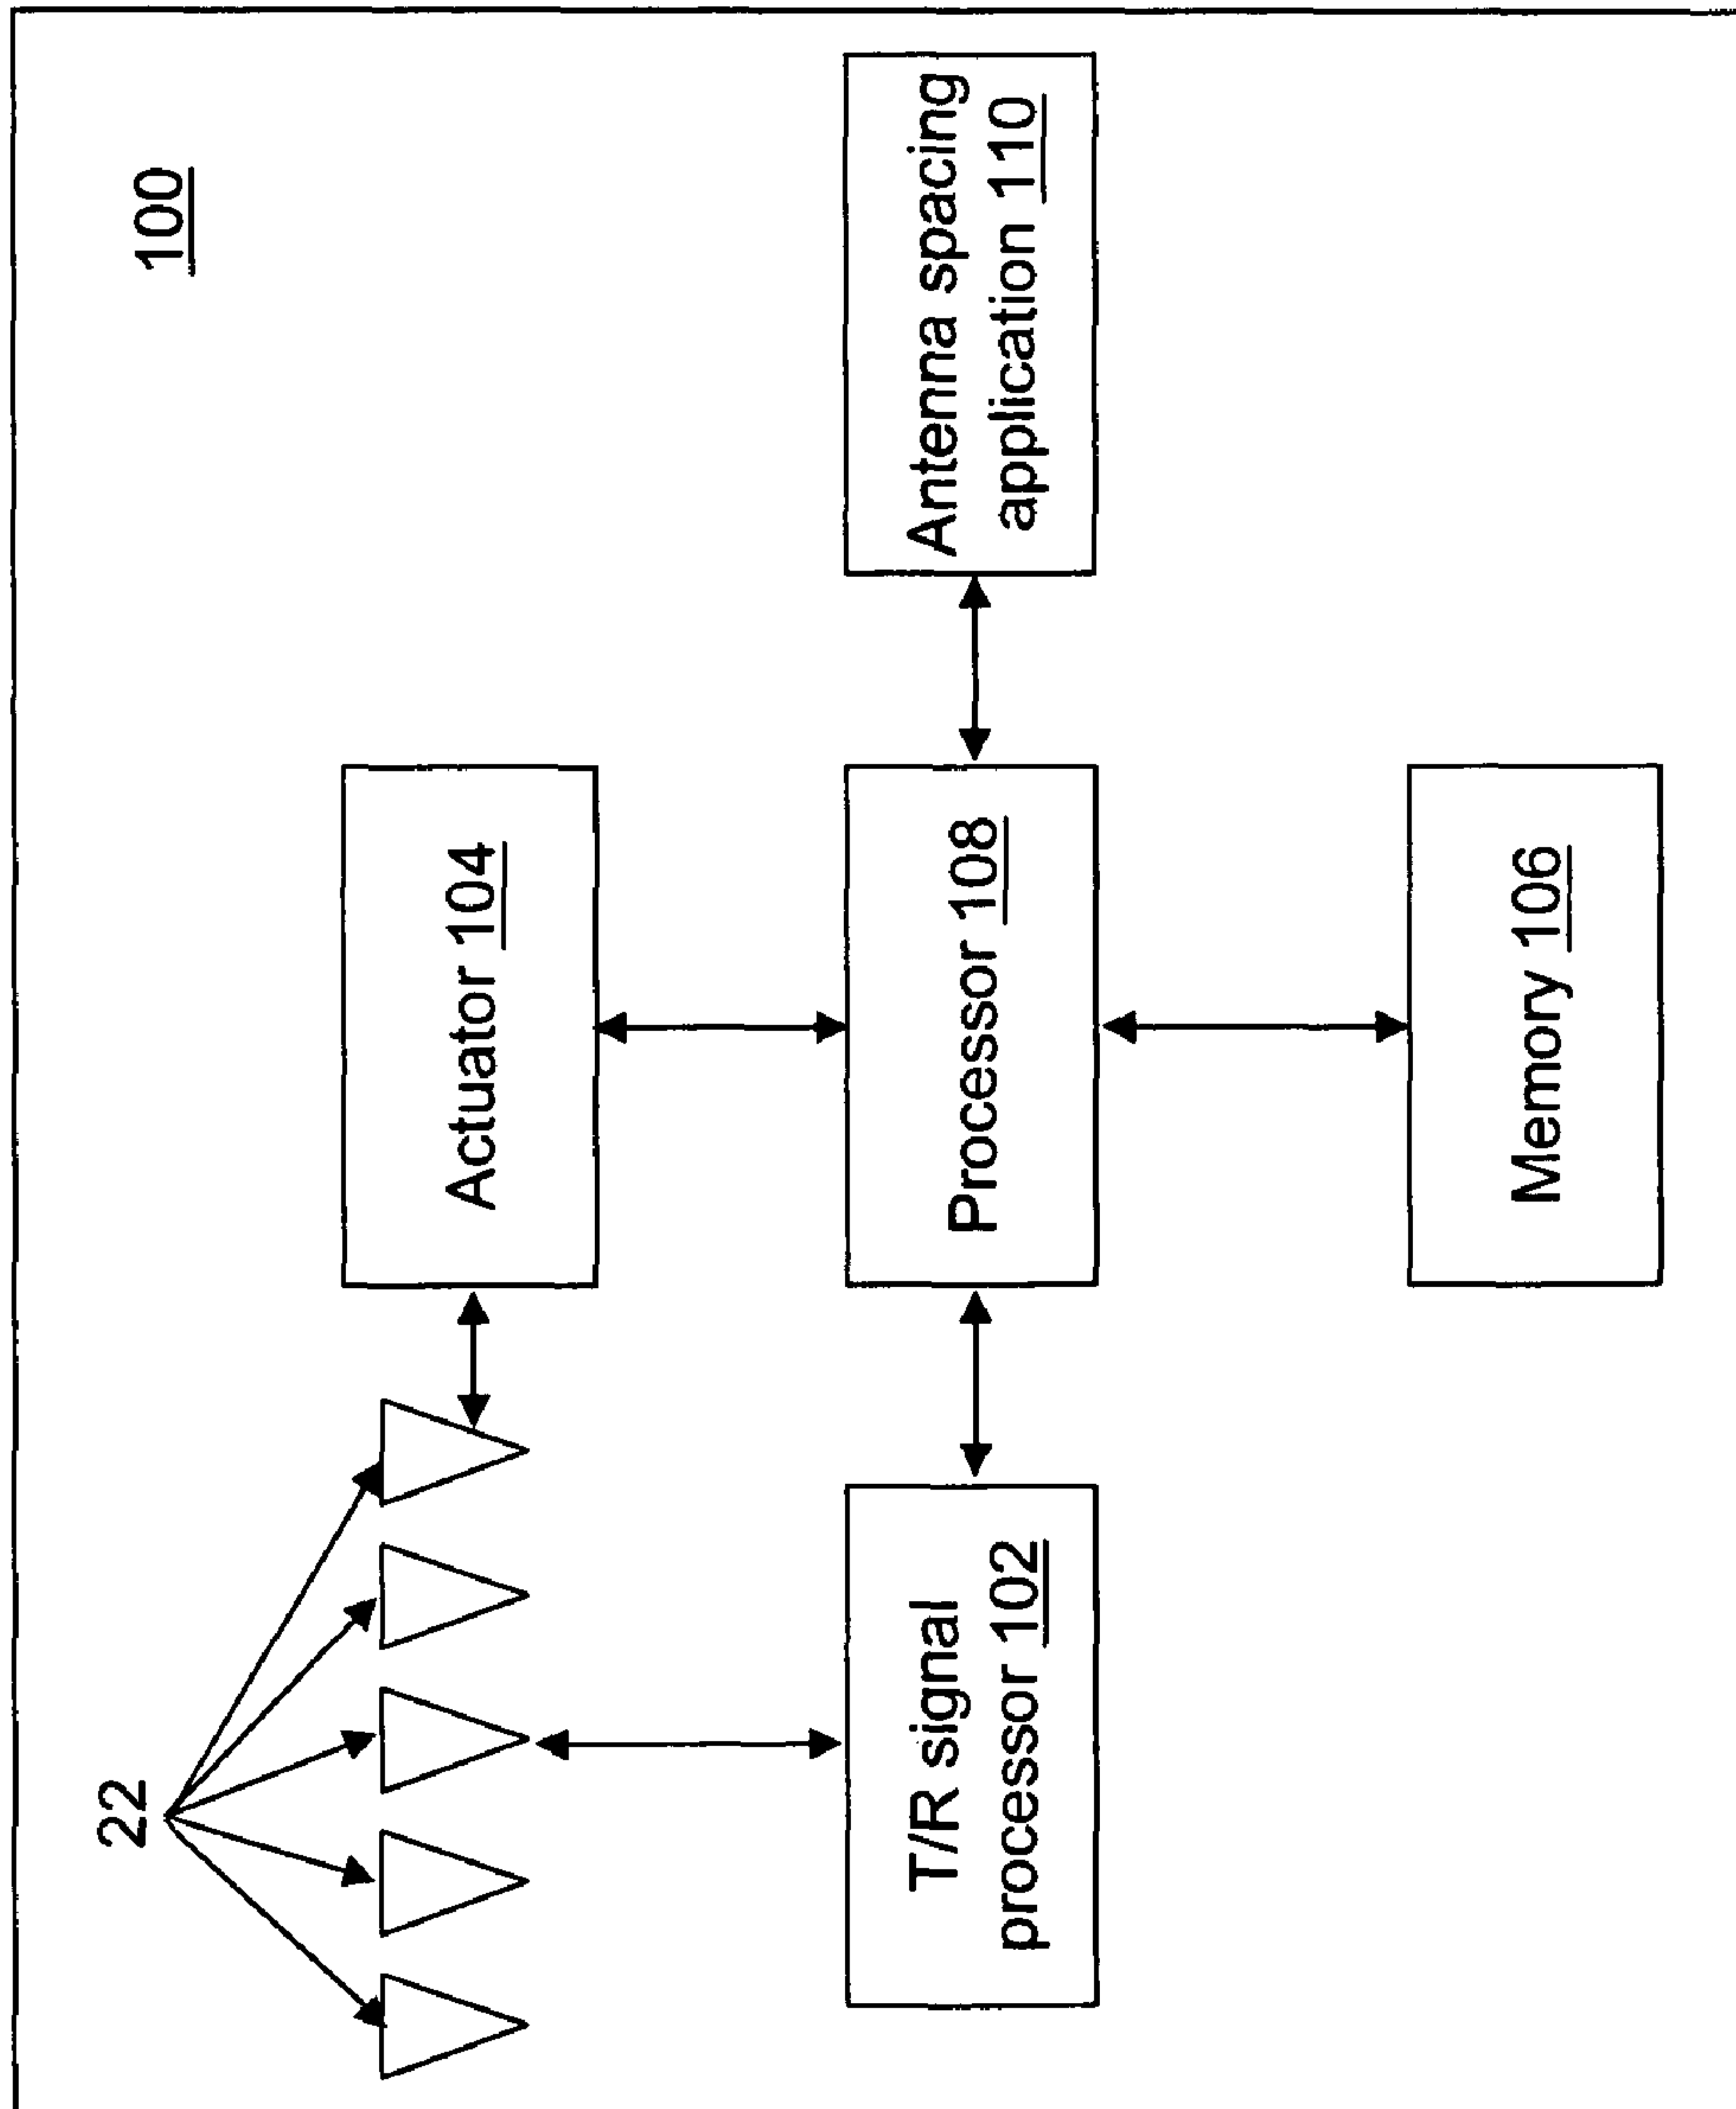 100
22
Actuator 104
T/R signal
processor 102
Processor 108
Antenna spacing
application 110
Memory 106